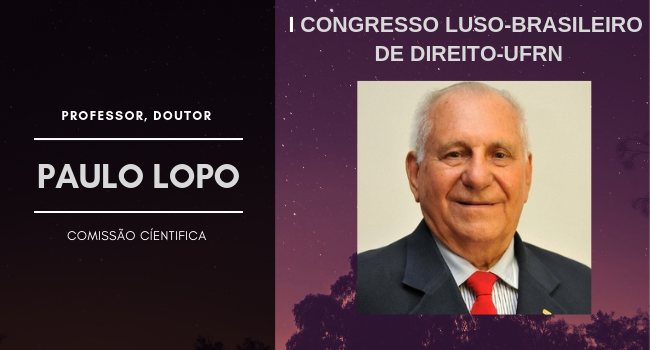 PROFESSOR, DOUTOR
PAULO LOPO
COMISSÃO CÍENTIFICA
I CONGRESSO LUSO-BRASILEIRO
DE DIREITO-UFRN